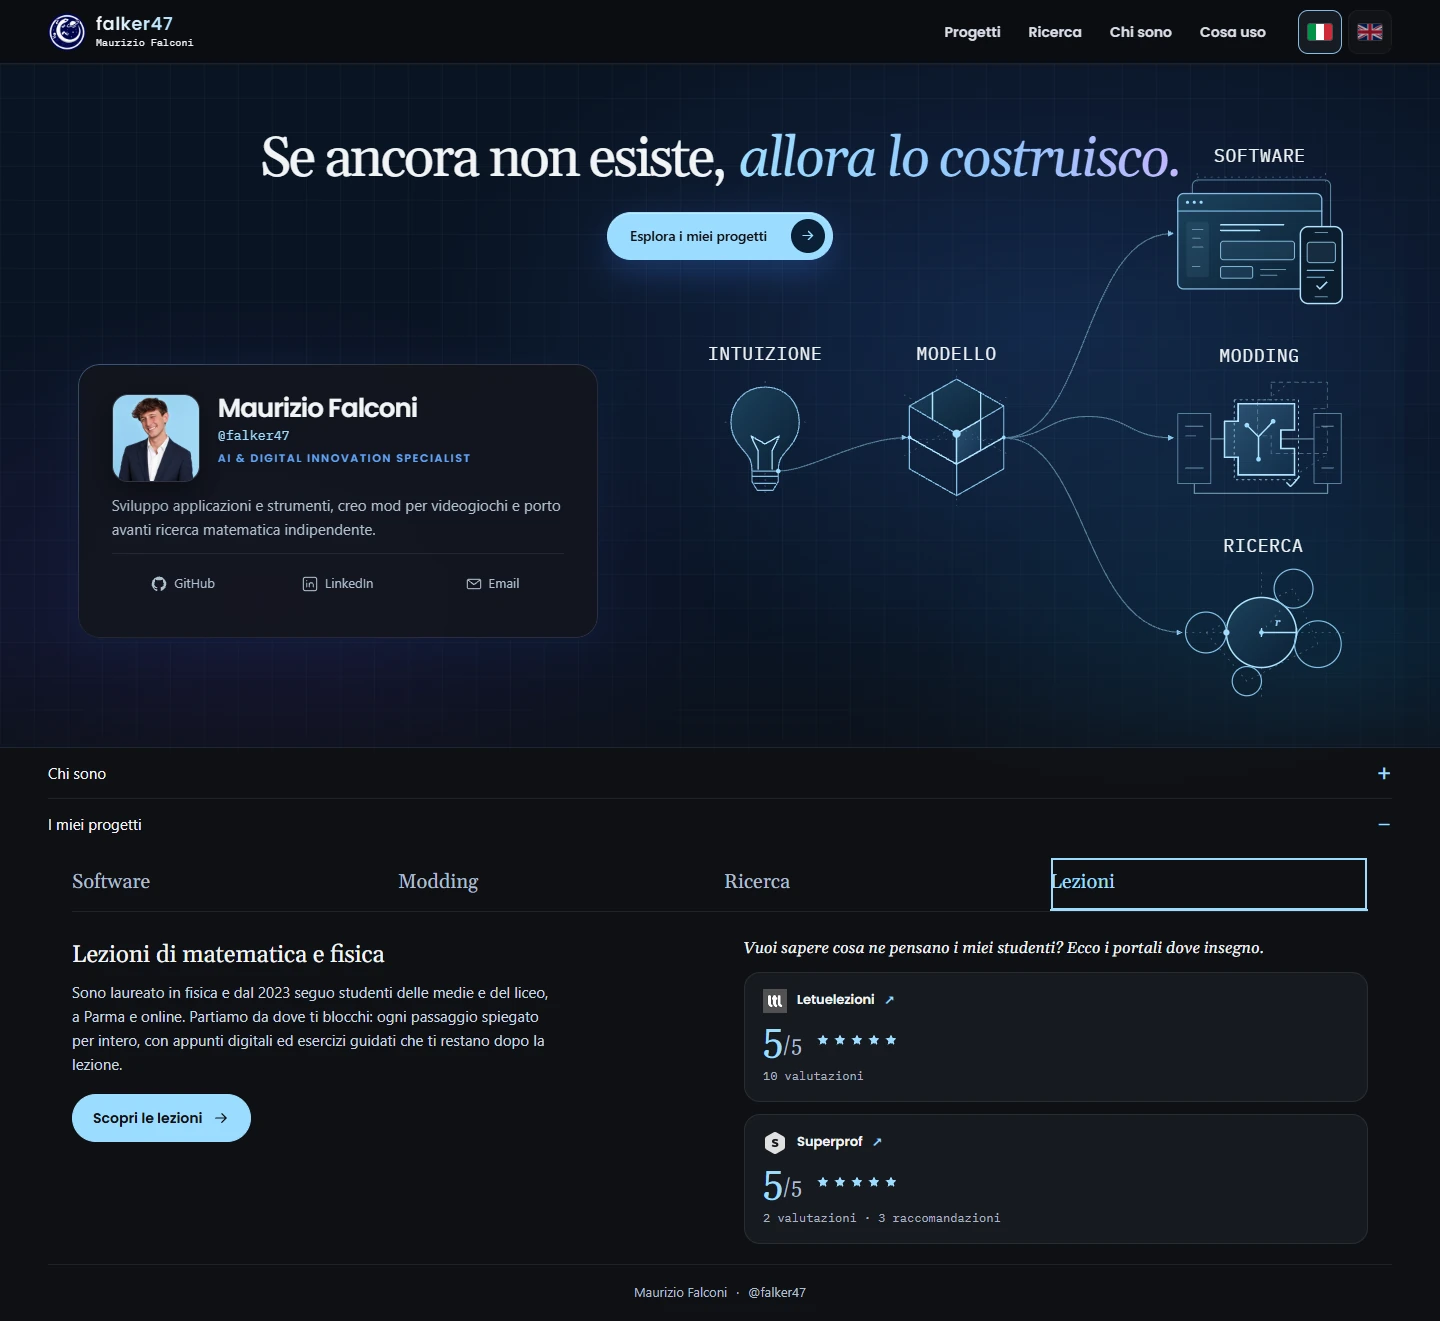 falker47
Maurizio Falconi
Progetti
Ricerca
Chi sono
Cosa uso
Se ancora non esiste, allora lo costruisco.
Esplora i miei progetti
SOFTWARE
INTUIZIONE
MODELLO
MODDING
RICERCA
r
Maurizio Falconi
@falker47
AI & DIGITAL INNOVATION SPECIALIST
Sviluppo applicazioni e strumenti, creo mod per videogiochi e porto
avanti ricerca matematica indipendente.
GitHub
LinkedIn
Email
Chi sono
I miei progetti
Software
Modding
Ricerca
Lezioni
Lezioni di matematica e fisica
Sono laureato in fisica e dal 2023 seguo studenti delle medie e del liceo,
a Parma e online. Partiamo da dove ti blocchi: ogni passaggio spiegato
per intero, con appunti digitali ed esercizi guidati che ti restano dopo la
lezione.
Scopri le lezioni
Vuoi sapere cosa ne pensano i miei studenti? Ecco i portali dove insegno.
Letuelezioni
5/5
10 valutazioni
Superprof
5/5
2 valutazioni · 3 raccomandazioni
Maurizio Falconi · @falker47